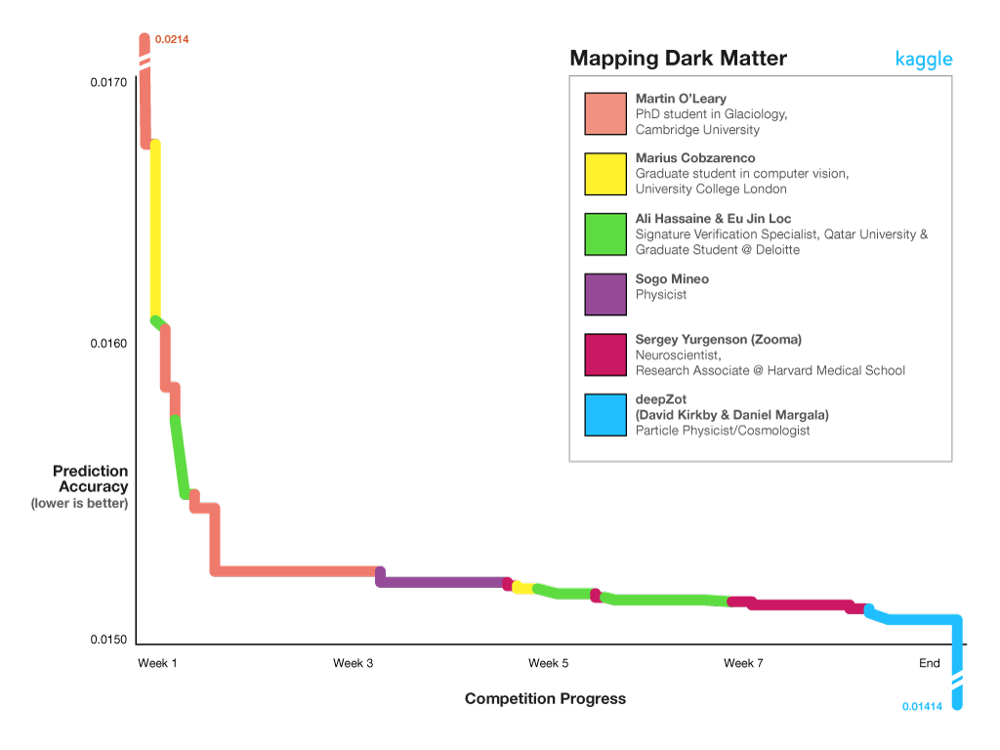 0.0214
0.0170
Mapping Dark Matter
kaggle
Martin O'Leary
PhD student in Glaciology,
Cambridge University
Marius Cobzarenco
Graduate student in computer vision,
University College London
Ali Hassaine & Eu Jin Loc
Signature Verification Specialist, Qatar University &
Graduate Student @ Deloitte
Sogo Mineo
Physicist
Sergey Yurgenson (Zooma)
Neuroscientist,
Research Associate @ Harvard Medical School
deepZot
(David Kirkby & Daniel Margala)
Particle Physicist/Cosmologist
0.0160
Prediction
Accuracy
(lower is better)
0.0150
Week 1
Week 3
Week 5
Week 7
End
Competition Progress
0.01414